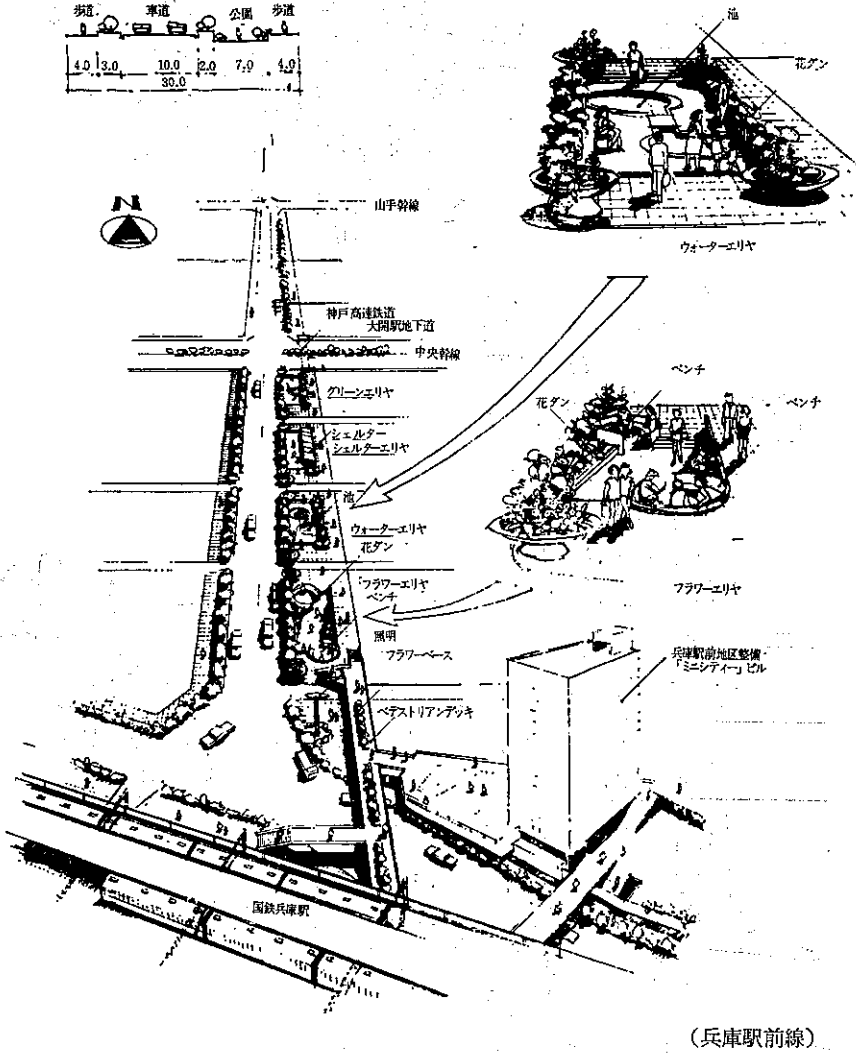 歩道 車道 公園 歩道
4.0 3.0 10.0 2.0 7.0 4.0
30.0
池
花ダン
ウォーターエリヤ
N
山手幹線
神戸高速鉄道
大開駅地下道
中央幹線
グリーンエリヤ
シェルター
シェルターエリヤ
池
ウォーターエリヤ
花ダン
フラワーエリヤ
ベンチ
照明
フラワーベース
ペデストリアンデッキ
ベンチ
花ダン
ベンチ
フラワーエリヤ
兵庫駅前地区整備
「ミニシティー」ビル
国鉄兵庫駅
(兵庫駅前線)